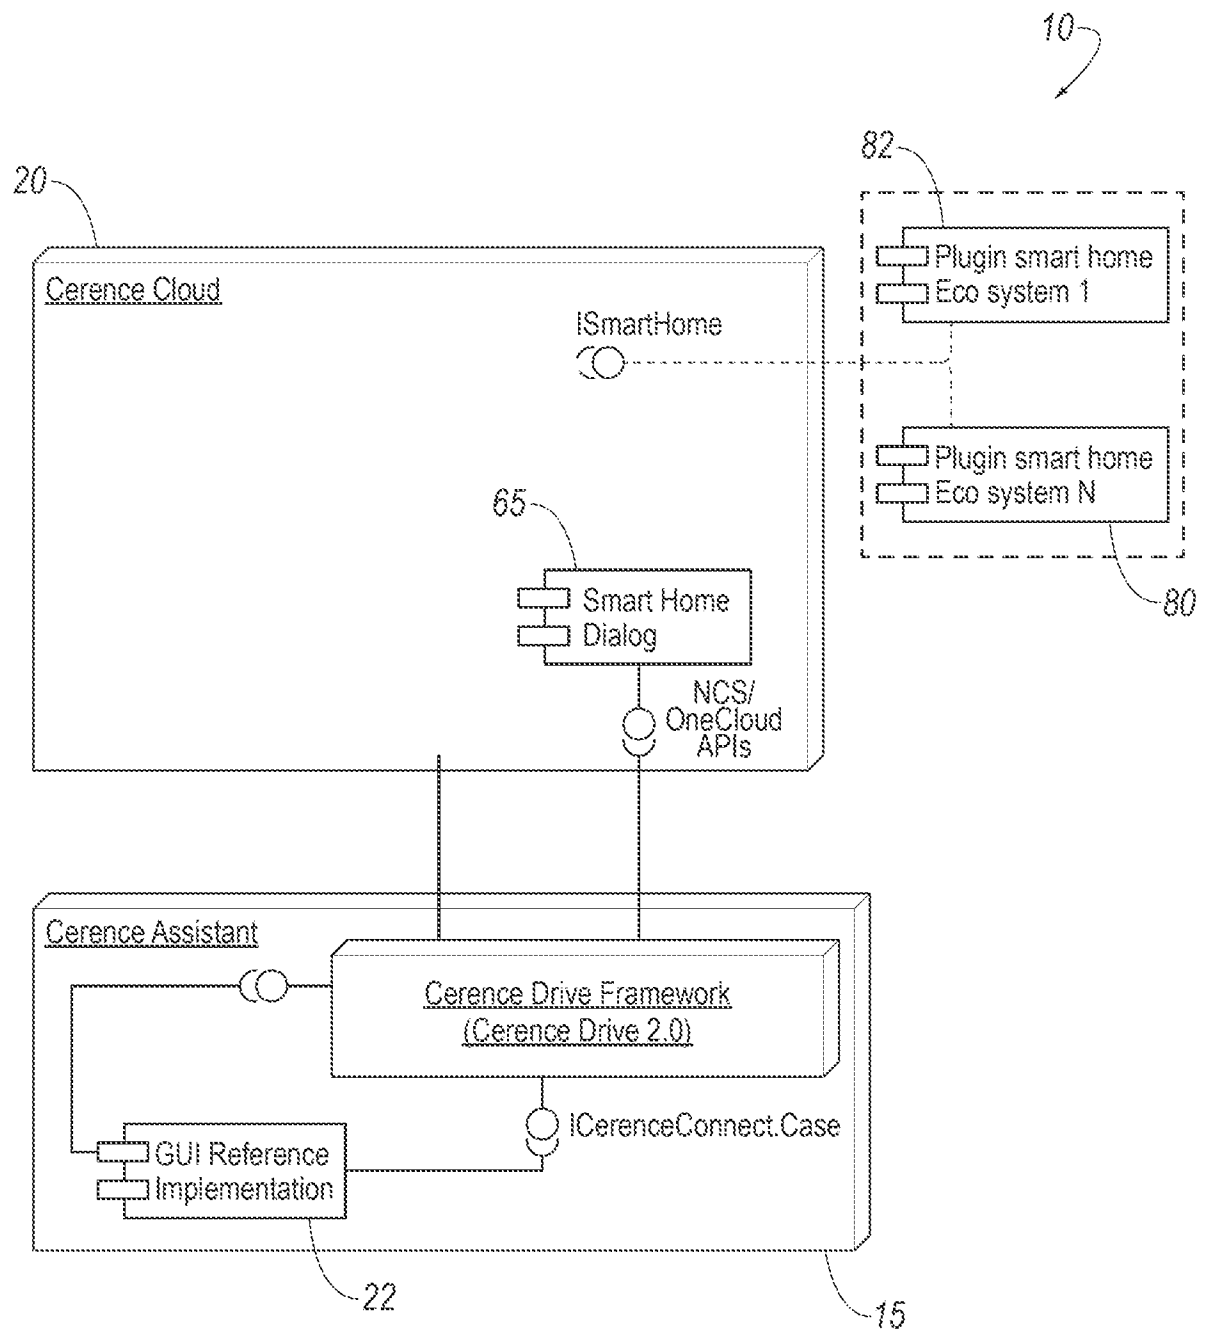 10
82
20
Plugin smart home
Eco system 1
Cerence Cloud
ISmartHome
Plugin smart home
Eco system N
65
80
Smart Home
Dialog
NCS/
OneCloud
APIs
Cerence Assistant
Cerence Drive Framework
(Cerence Drive 2.0)
ICerenceConnect.Case
GUI Reference
Implementation
22
15